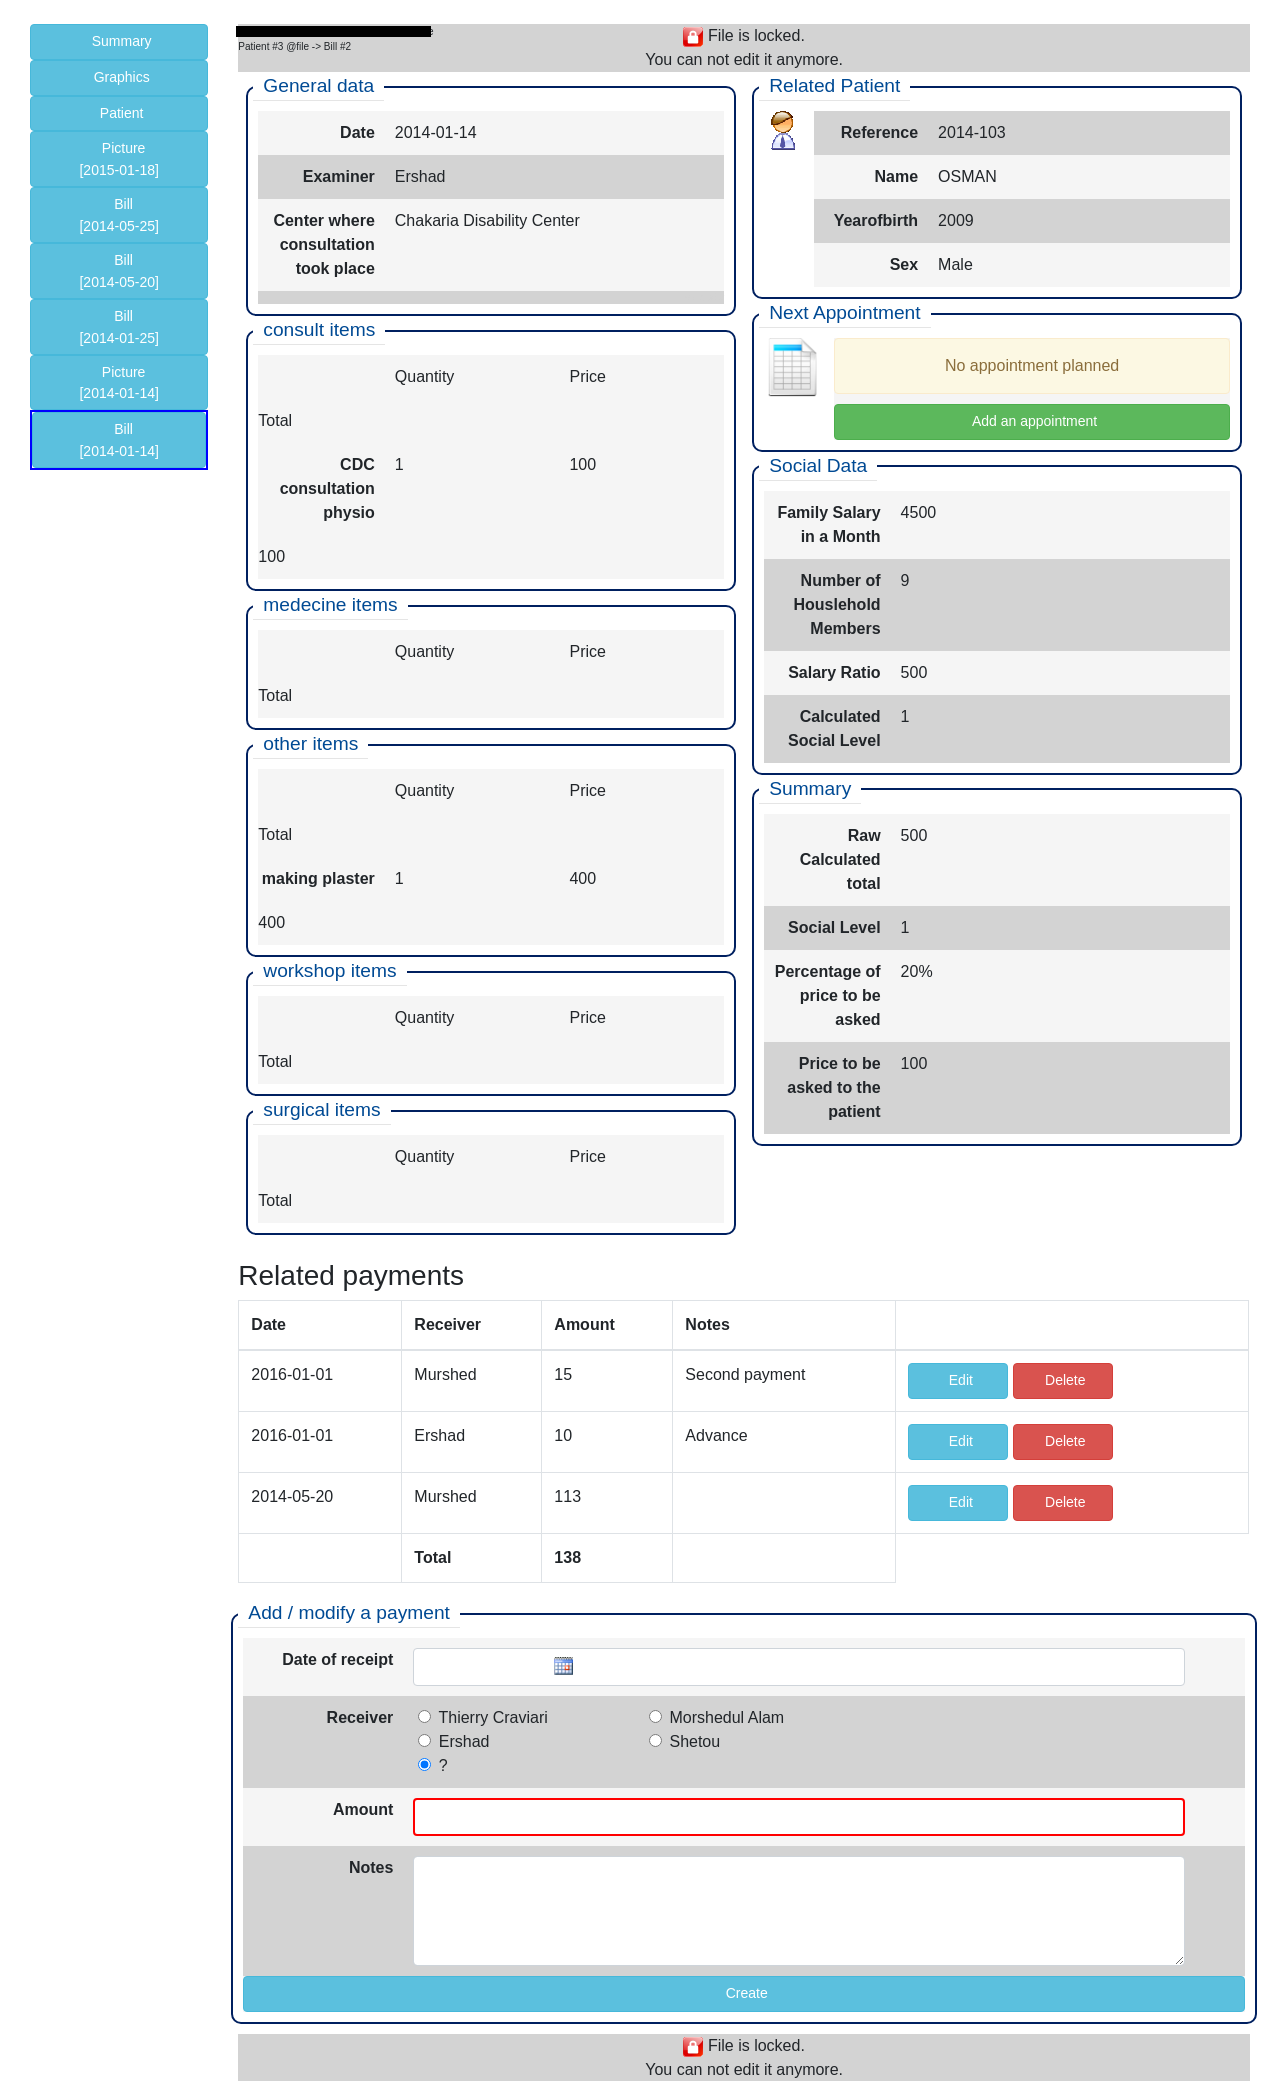 Summary
Graphics
Patient
Picture
[2015-01-18]
Bill
[2014-05-25]
Bill
[2014-05-20]
Bill
[2014-01-25]
Picture
[2014-01-14]
Bill
[2014-01-14]
Patient #3 @file -> Bill #2
File is locked.
You can not edit it anymore.
General data
Date 2014-01-14
Examiner Ershad
Center where Chakaria Disability Center
consultation
took place
consult items
Quantity Price
Total
CDC 1 100
consultation
physio
100
medecine items
Quantity Price
Total
other items
Quantity Price
Total
making plaster 1 400
400
workshop items
Quantity Price
Total
surgical items
Quantity Price
Total
Related Patient
Reference 2014-103
Name OSMAN
Yearofbirth 2009
Sex Male
Next Appointment
No appointment planned
Add an appointment
Social Data
Family Salary 4500
in a Month
Number of 9
Houslehold
Members
Salary Ratio 500
Calculated 1
Social Level
Summary
Raw 500
Calculated
total
Social Level 1
Percentage of 20%
price to be
asked
Price to be 100
asked to the
patient
Related payments
Date Receiver Amount Notes
2016-01-01 Murshed 15 Second payment Edit Delete
2016-01-01 Ershad 10 Advance Edit Delete
2014-05-20 Murshed 113 Edit Delete
Total 138
Add / modify a payment
Date of receipt
Receiver Thierry Craviari Morshedul Alam
Ershad Shetou
?
Amount
Notes
Create
File is locked.
You can not edit it anymore.